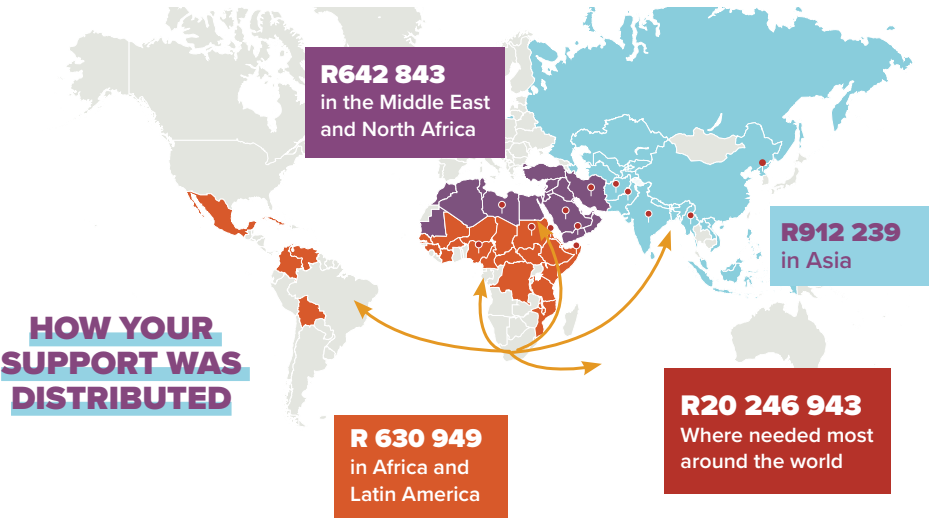 R642 843
in the Middle East
and North Africa
R912 239
in Asia
HOW YOUR
SUPPORT WAS
DISTRIBUTED
R20 246 943
Where needed most
around the world
R 630 949
in Africa and
Latin America